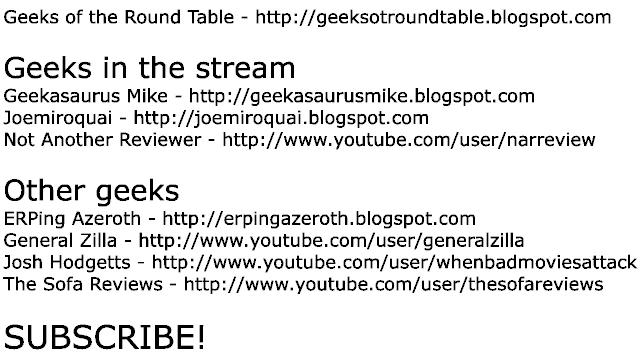 Geeks of the Round Table - http://geeksotroundtable.blogspot.com
Geeks in the stream
Geekasaurus Mike - http://geekasaurusmike.blogspot.com
Joemiroquai - http://joemiroquai.blogspot.com
Not Another Reviewer - http://www.youtube.com/user/narreview
Other geeks
ERPing Azeroth - http://erpingazeroth.blogspot.com
General Zilla - http://www.youtube.com/user/generalzilla
Josh Hodgetts - http://www.youtube.com/user/whenbadmoviesattack
The Sofa Reviews - http://www.youtube.com/user/thesofareviews
SUBSCRIBE!